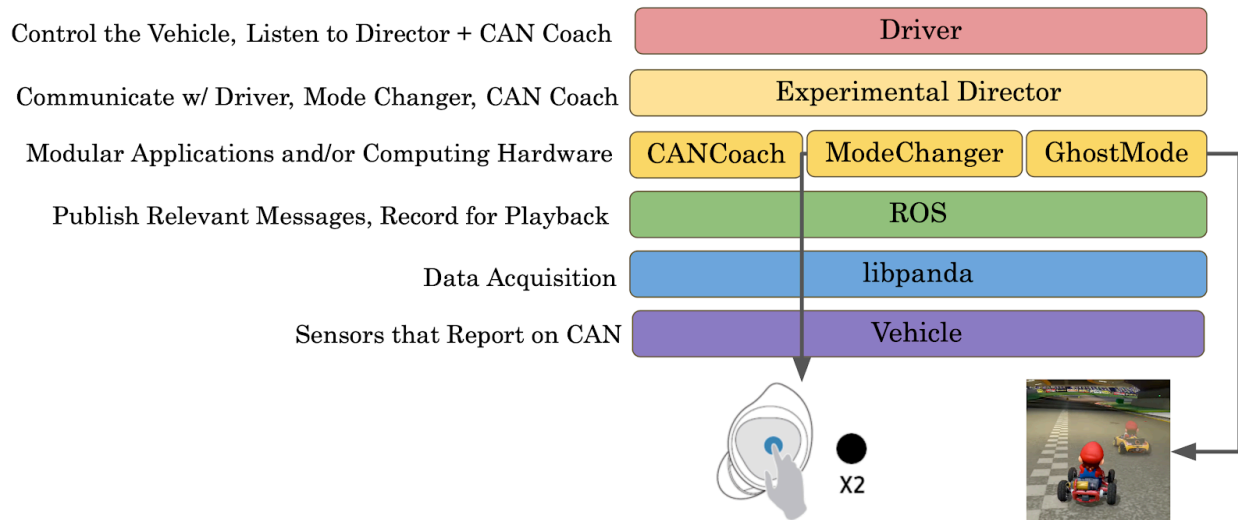 Control the Vehicle, Listen to Director + CAN Coach
Driver
Communicate w/ Driver, Mode Changer, CAN Coach
Experimental Director
Modular Applications and/or Computing Hardware
CANCoach
ModeChanger
GhostMode
Publish Relevant Messages, Record for Playback
ROS
Data Acquisition
libpanda
Sensors that Report on CAN
Vehicle
X2